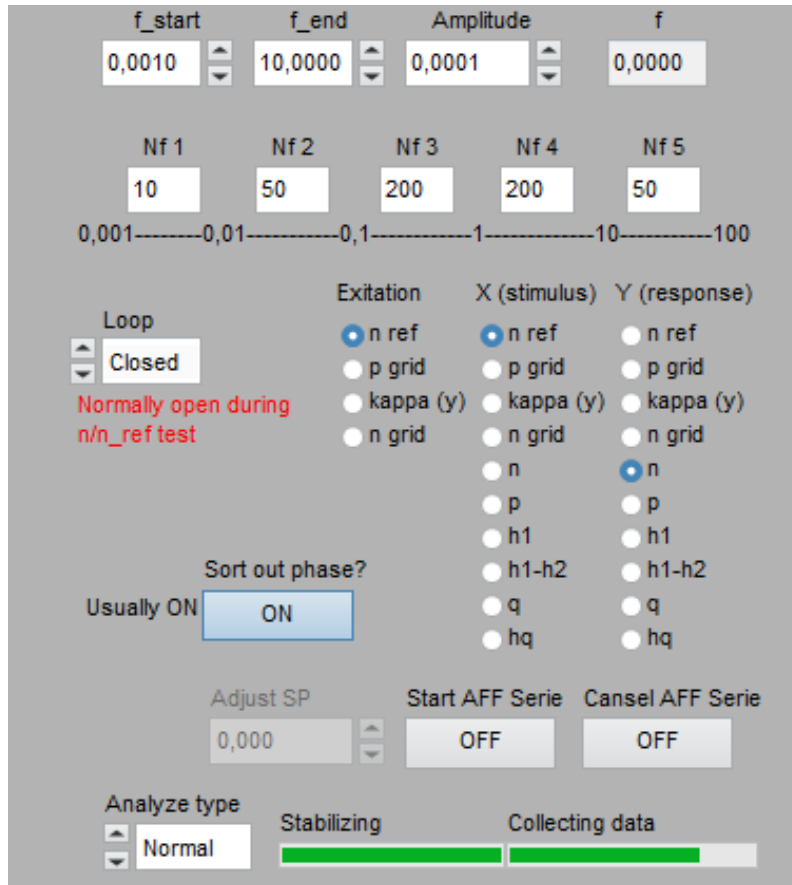 f_start f_end Amplitude f
0,0010 10,0000 0,0001 0,0000
Nf 1 Nf 2 Nf 3 Nf 4 Nf 5
10 50 200 200 50
0,001--------0,01-----------0,1------------1--------------10-----------100
Exitation X (stimulus) Y (response)
Loop
n ref n ref n ref
Closed p grid p grid p grid
Normally open during kappa (y) kappa (y) kappa (y)
n/n_ref test n grid n grid n grid
n n
p p
h1 h1
Sort out phase? h1-h2 h1-h2
Usually ON ON q q
hq hq
Adjust SP Start AFF Serie Cansel AFF Serie
0,000 OFF OFF
Analyze type
Stabilizing Collecting data
Normal